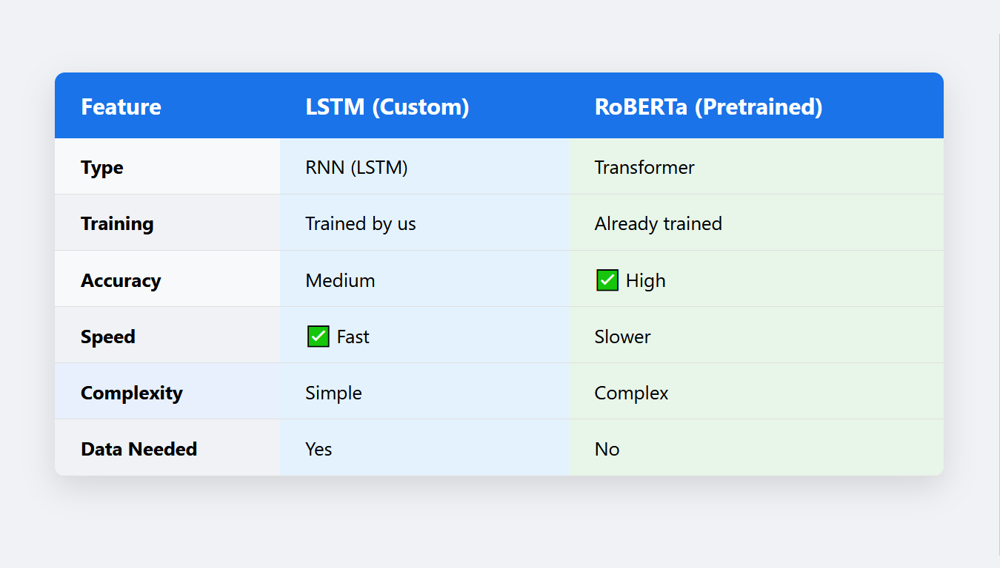 Feature LSTM (Custom) RoBERTa (Pretrained)
Type RNN (LSTM) Transformer
Training Trained by us Already trained
Accuracy Medium ✅ High
Speed ✅ Fast Slower
Complexity Simple Complex
Data Needed Yes No